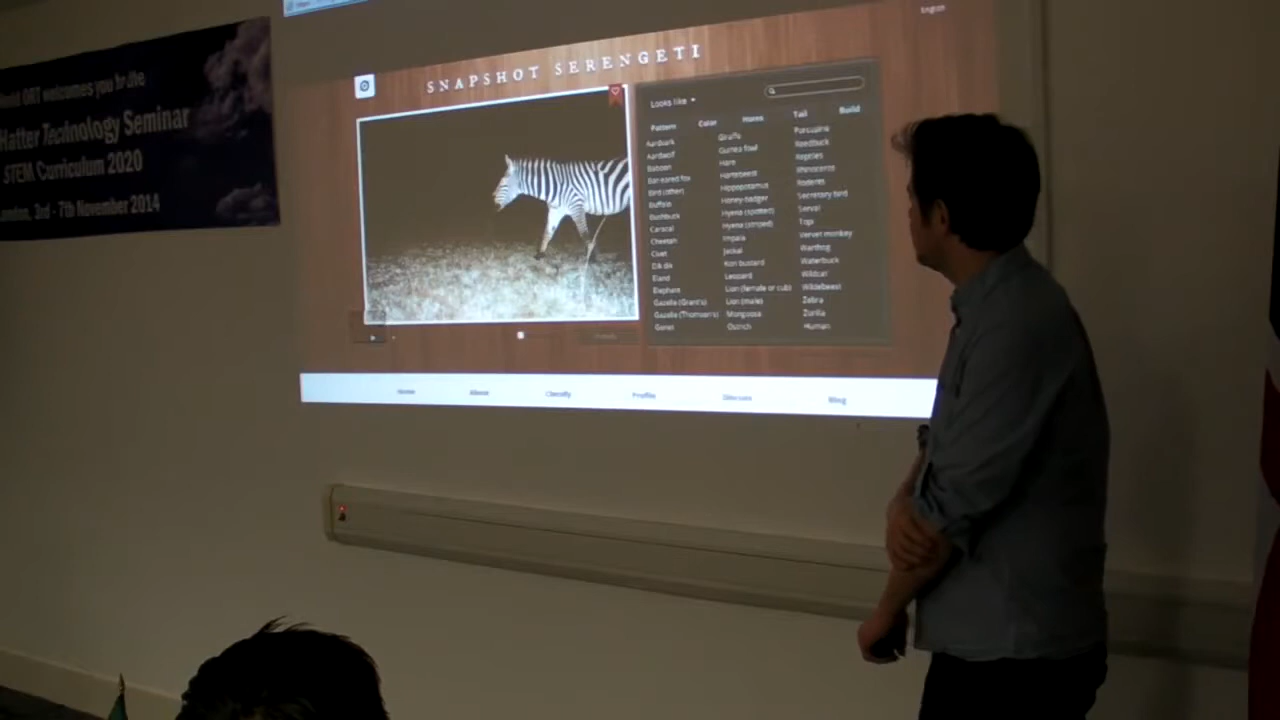 GRT welcomes you to the
Hatter Technology Seminar
STEM Curriculum 2020
London, 3rd - 7th November 2014
English
SNAPSHOT SERENGETI
Looks like
Pattern Color Horns Tail Build
Aardvark Giraffe Porcupine
Aardwolf Guinea fowl Reedbuck
Baboon Hare Reptiles
Bat-eared fox Hartebeest Rhinoceros
Bird (other) Hippopotamus Rodents
Buffalo Honey-badger Secretary bird
Bushbuck Hyena (spotted) Serval
Caracal Hyena (striped) Topi
Cheetah Impala Vervet monkey
Civet Jackal Warthog
Dik dik Kori bustard Waterbuck
Eland Leopard Wildcat
Elephant Lion (female or cub) Wildebeest
Gazelle (Grant's) Lion (male) Zebra
Gazelle (Thomson's) Mongoose Zorilla
Genet Ostrich Human
Home About Classify Profile Discuss Blog